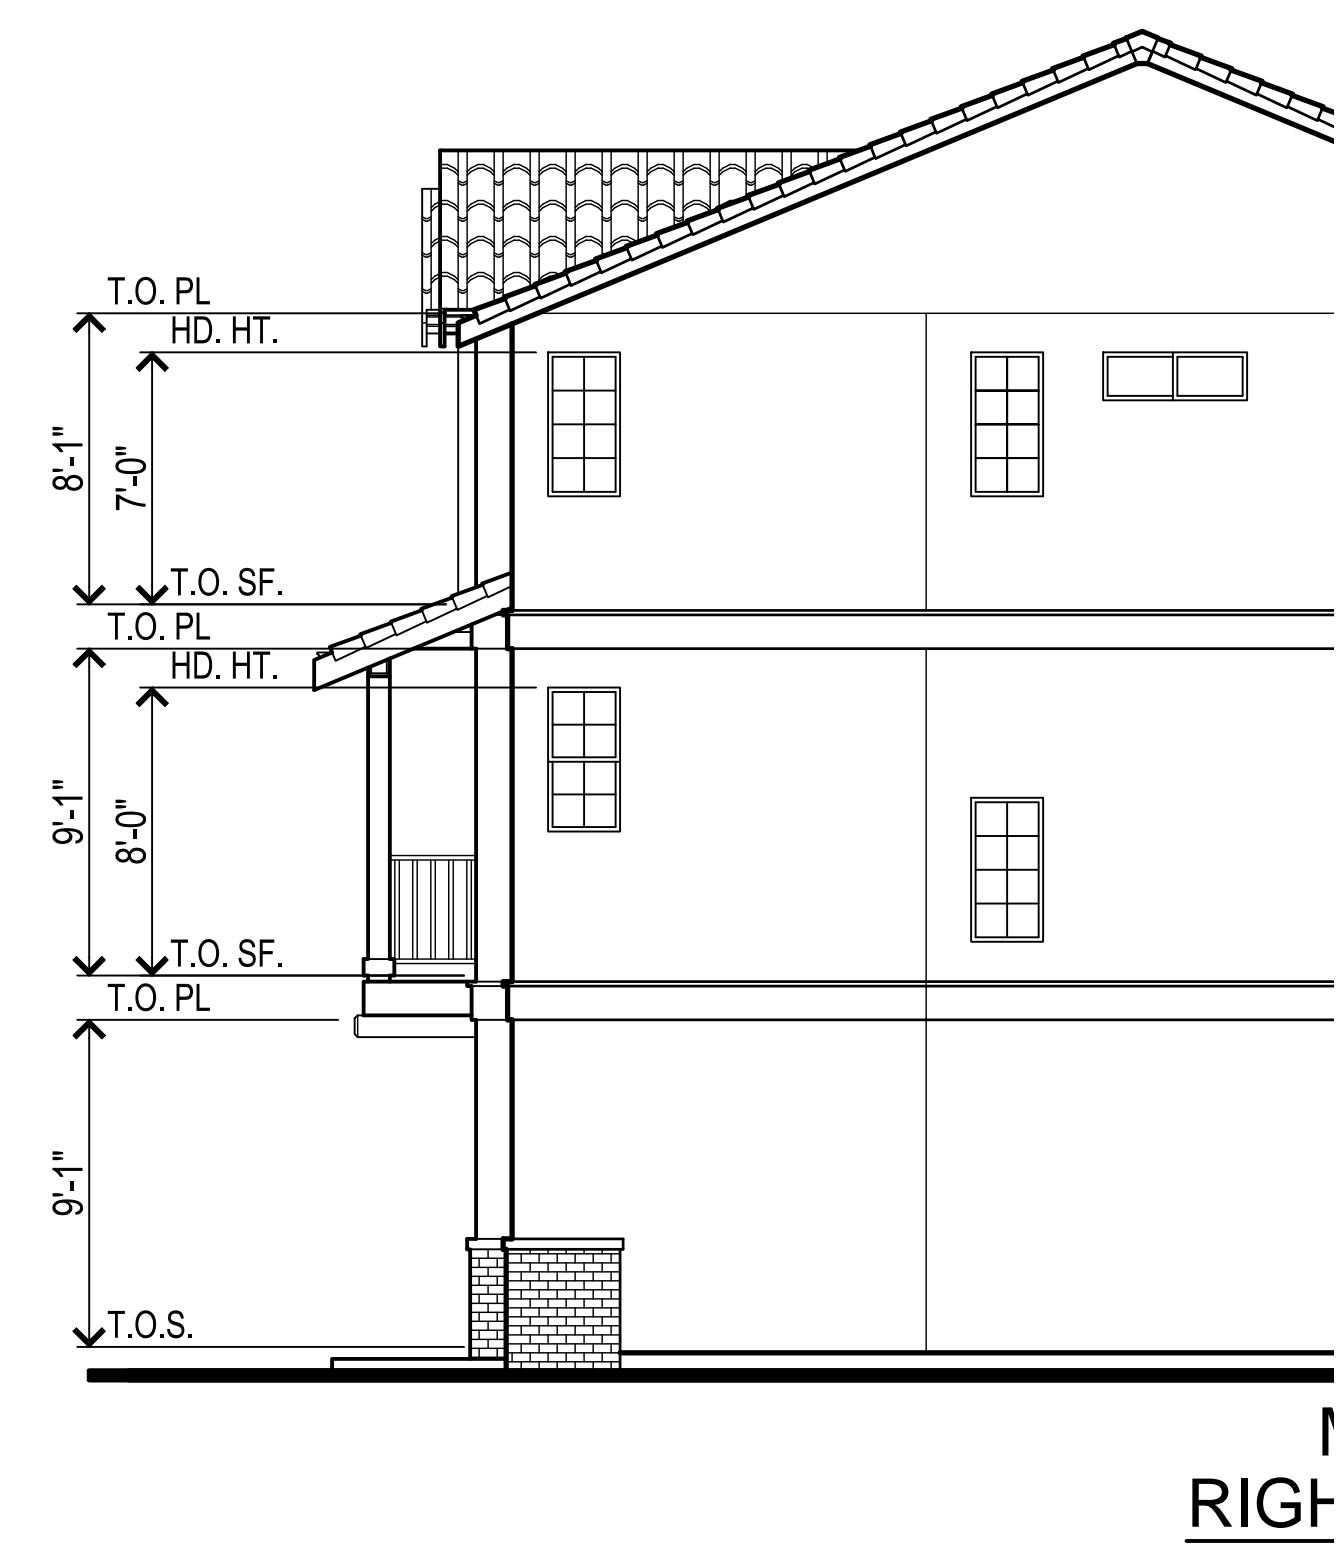 T.O. PL
HD. HT.
8'-1"
7'-0"
T.O. SF.
T.O. PL
HD. HT.
9'-1"
8'-0"
T.O. SF.
T.O. PL
9'-1"
T.O.S.
M
RIGH